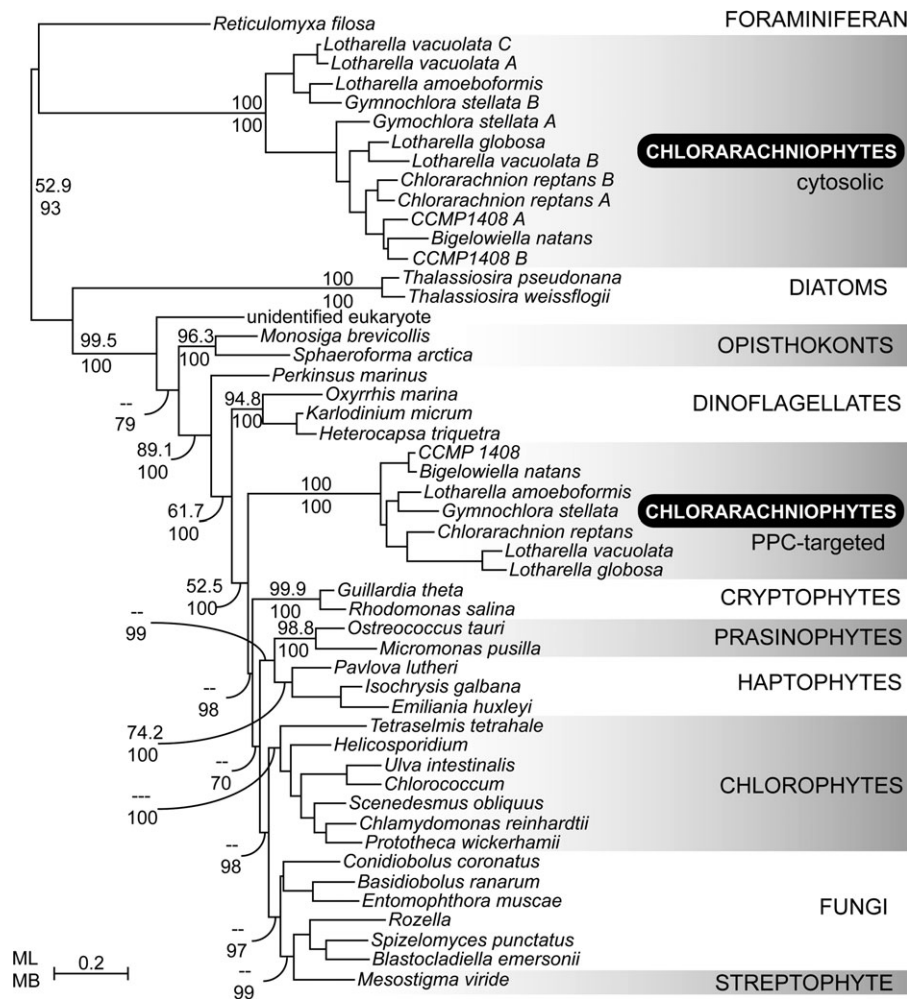 Reticulomyxa filosa
FORAMINIFERAN
Lotharella vacuolata C
Lotharella vacuolata A
Lotharella amoeboformis
100
Gymnochlora stellata B
100
Gymochlora stellata A
Lotharella globosa
CHLORARACHNIOPHYTES
Lotharella vacuolata B
Chlorarachnion reptans B
cytosolic
52.9
Chlorarachnion reptans A
93
CCMP1408 A
Bigelowiella natans
CCMP1408 B
100
Thalassiosira pseudonana
DIATOMS
100
Thalassiosira weissflogii
unidentified eukaryote
99.5
96.3
Monosiga brevicollis
OPISTHOKONTS
100
100
Sphaeroforma arctica
Perkinsus marinus
--
94.8
Oxyrrhis marina
DINOFLAGELLATES
79
100
Karlodinium micrum
Heterocapsa triquetra
89.1
100
CCMP 1408
Bigelowiella natans
100
100
Lotharella amoeboformis
61.7
Gymnochlora stellata
CHLORARACHNIOPHYTES
100
Chlorarachnion reptans
PPC-targeted
Lotharella vacuolata
Lotharella globosa
52.5
99.9
Guillardia theta
CRYPTOPHYTES
100
100
Rhodomonas salina
--
99
98.8
Ostreococcus tauri
PRASINOPHYTES
100
Micromonas pusilla
--
98
Pavlova lutheri
HAPTOPHYTES
Isochrysis galbana
Emiliania huxleyi
74.2
100
Tetraselmis tetrahale
--
70
Helicosporidium
Ulva intestinalis
CHLOROPHYTES
---
100
Chlorococcum
Scenedesmus obliquus
Chlamydomonas reinhardtii
--
98
Prototheca wickerhamii
Conidiobolus coronatus
Basidiobolus ranarum
Entomophthora muscae
FUNGI
--
97
Rozella
Spizelomyces punctatus
ML
0.2
Blastocladiella emersonii
MB
--
99
Mesostigma viride
STREPTOPHYTE